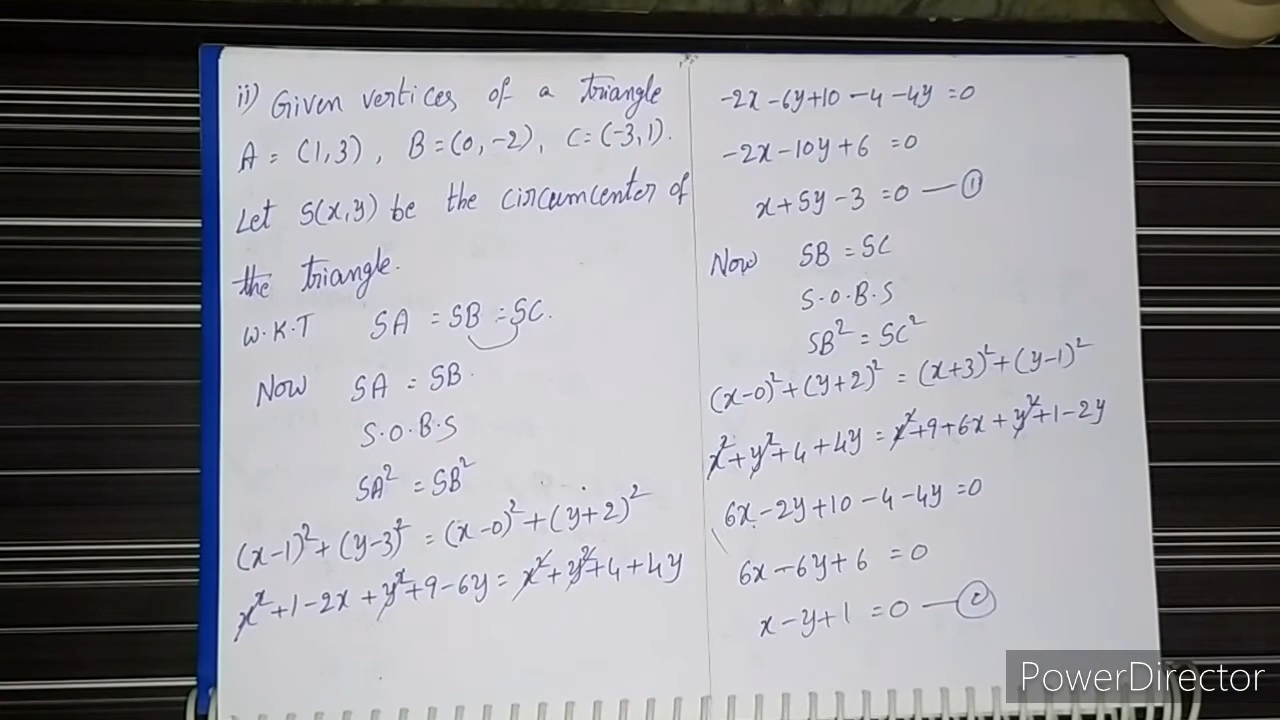 ii) Given vertices of a triangle
A = (1,3), B = (0,-2), C = (-3,1).
Let S(x,y) be the circumcenter of
the triangle.
W.K.T SA = SB = SC.
Now SA = SB.
S.O.B.S
SA² = SB²
(x-1)² + (y-3)² = (x-0)² + (y+2)²
x² + 1 - 2x + y² + 9 - 6y = x² + y² + 4 + 4y
-2x - 6y + 10 - 4 - 4y = 0
-2x - 10y + 6 = 0
x + 5y - 3 = 0 — ①
Now SB = SC
S.O.B.S
SB² = SC²
(x-0)² + (y+2)² = (x+3)² + (y-1)²
x² + y² + 4 + 4y = x² + 9 + 6x + y² + 1 - 2y
6x - 2y + 10 - 4 - 4y = 0
6x - 6y + 6 = 0
x - y + 1 = 0 — ②
PowerDirector